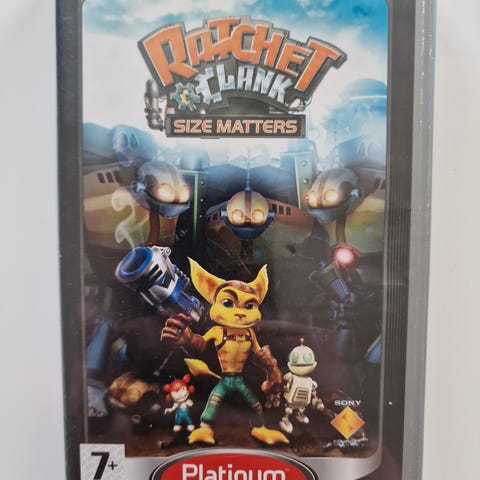 RATCHET
CLANK
SIZE MATTERS
SONY
7+
Platinum